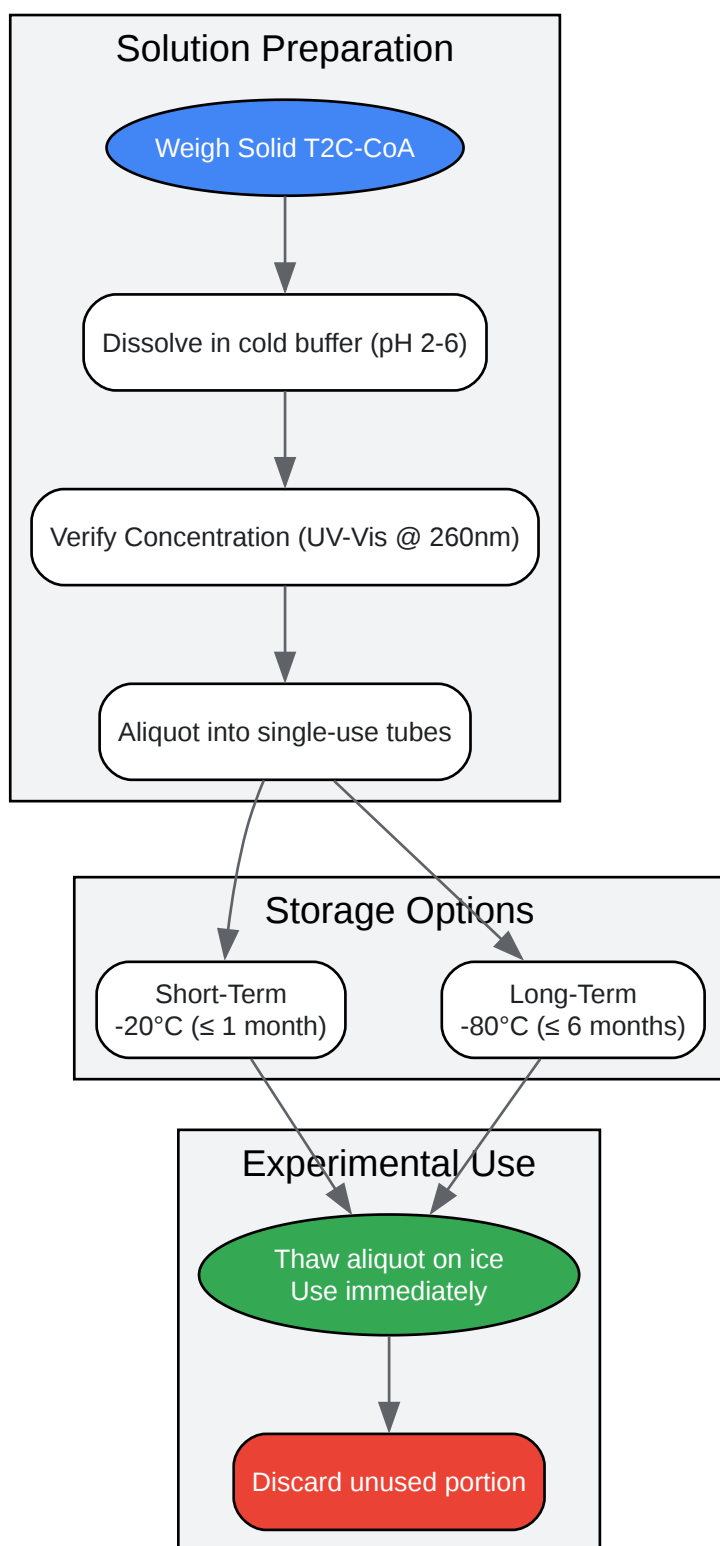 Solution Preparation
Weigh Solid T2C-CoA
Dissolve in cold buffer (pH 2-6)
Verify Concentration (UV-Vis @ 260nm)
Aliquot into single-use tubes
Storage Options
Short-Term
-20°C (≤ 1 month)
Long-Term
-80°C (≤ 6 months)
Experimental Use
Thaw aliquot on ice
Use immediately
Discard unused portion